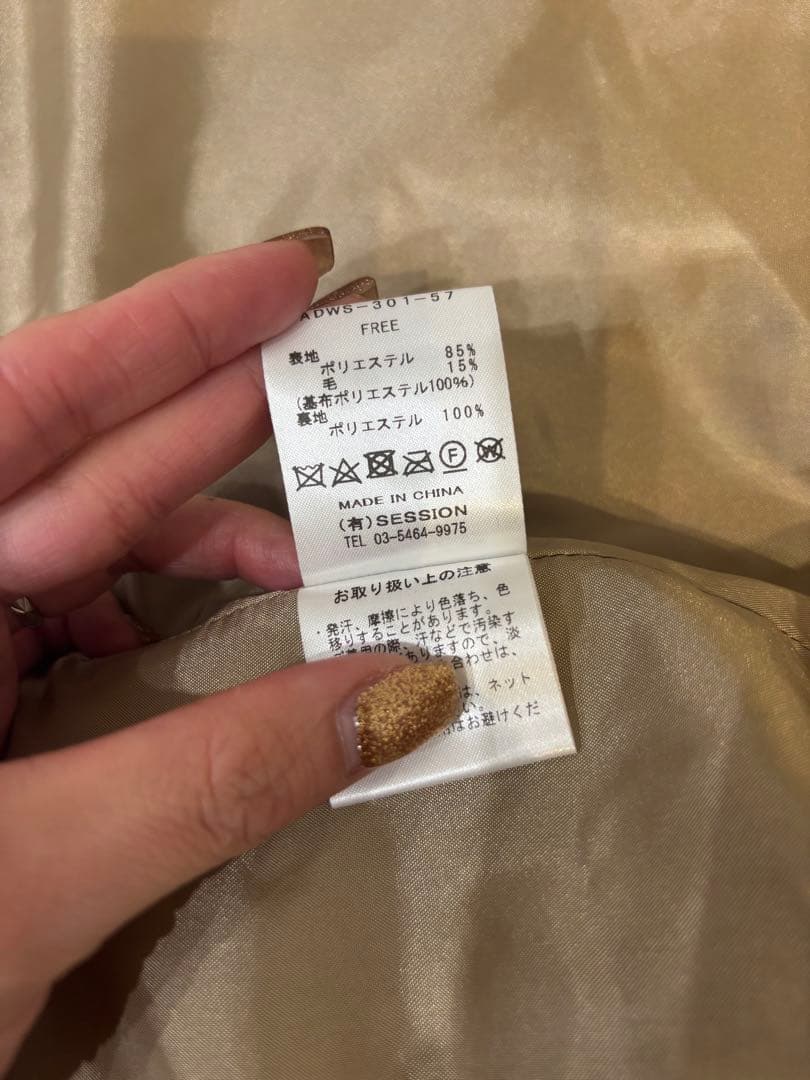 ADWS-301-57
FREE
表地
ポリエステル 85%
毛 15%
(基布ポリエステル100%)
裏地
ポリエステル 100%
F
W
MADE IN CHINA
(有)SESSION
TEL 03-5464-9975
お取り扱い上の注意
・発汗、摩擦により色落ち、色
移りすることがあります。
用の際、汗などで汚染す
ありますので、淡
合わせは、
は、ネット
い。
はお避けくだ